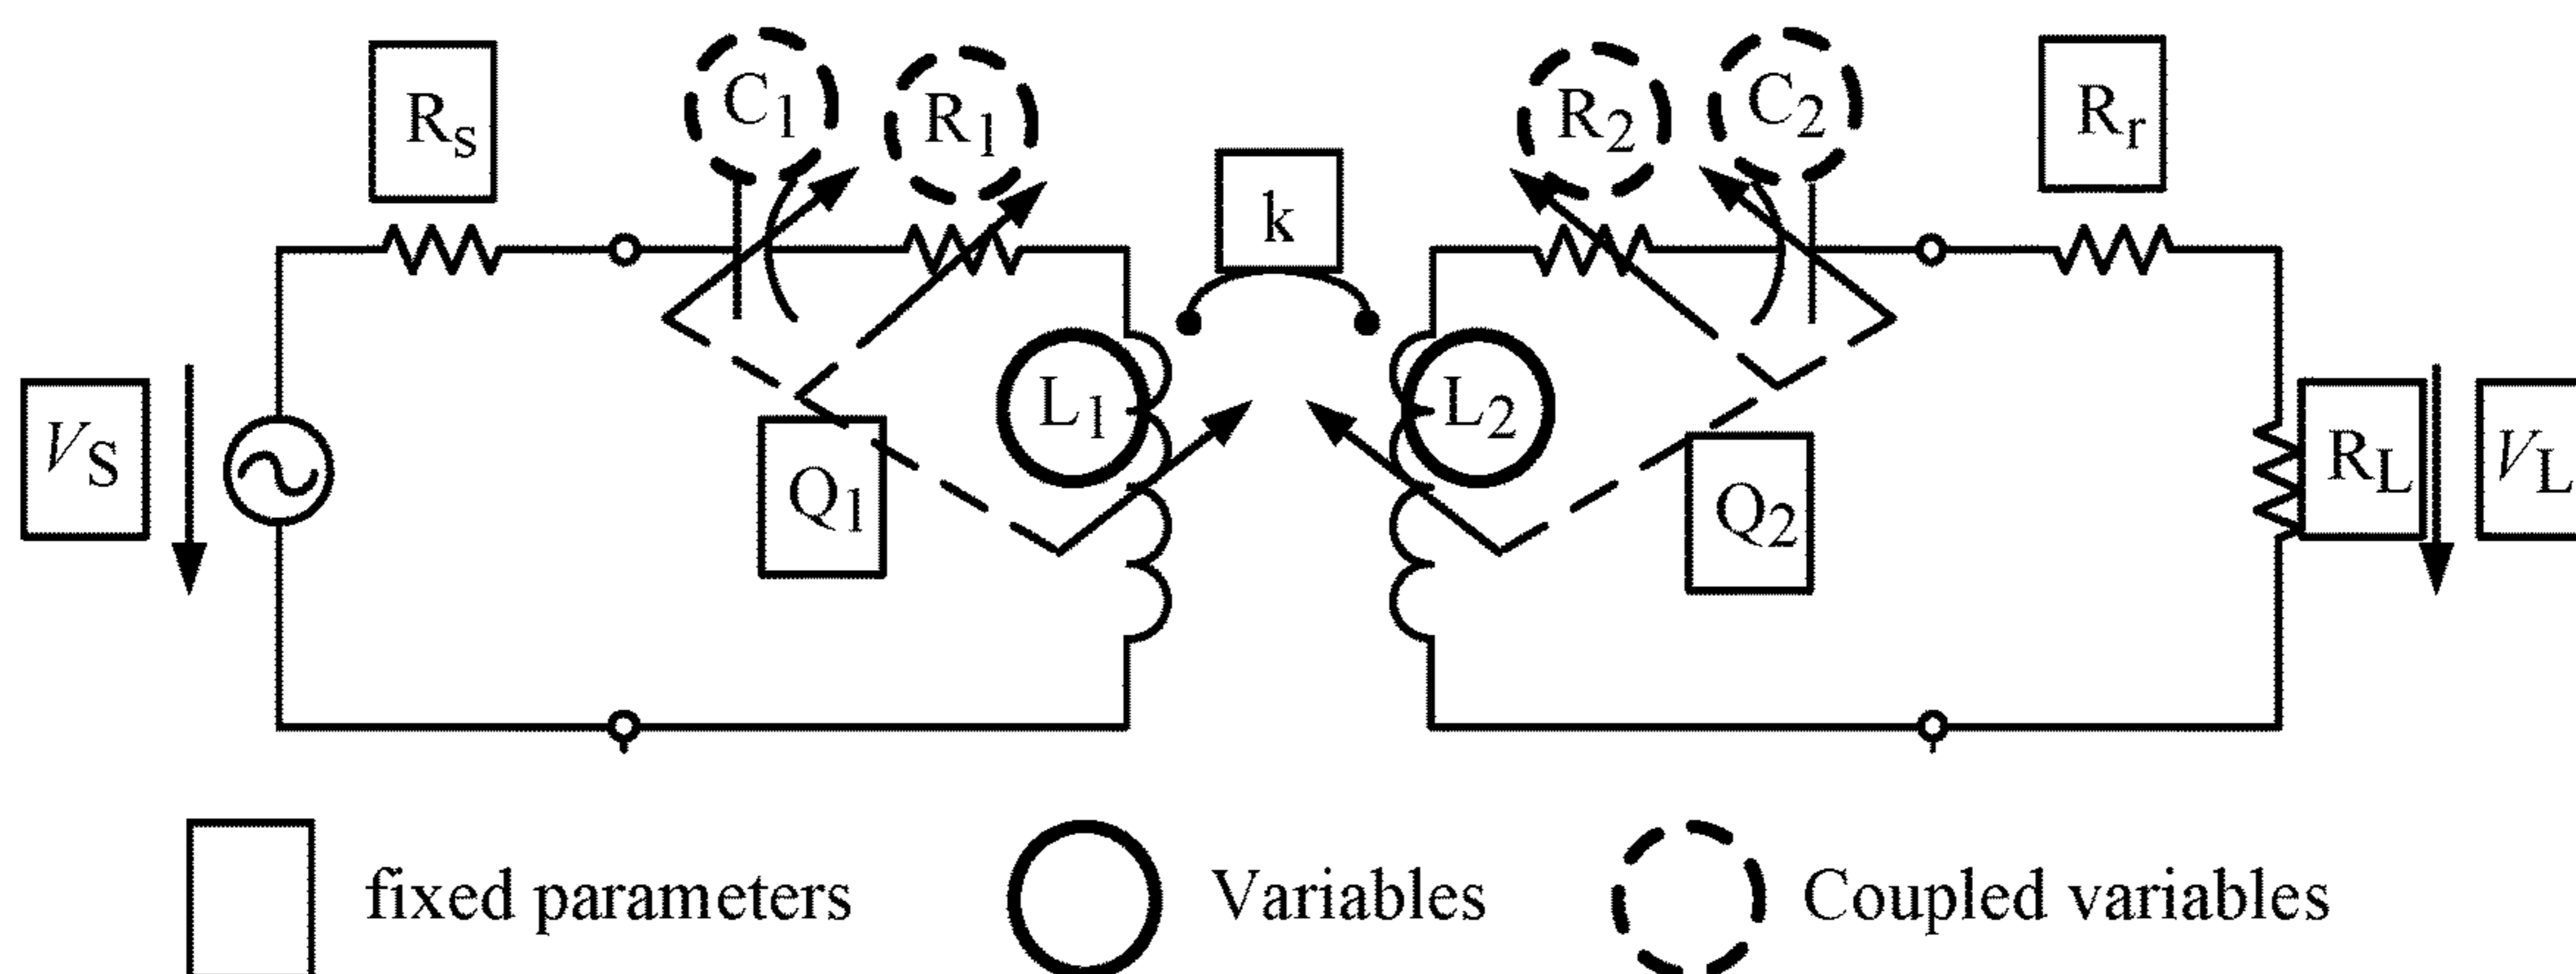 Rs C1 R1 R2 C2 Rr
k
VS L1 L2 RL VL
Q1 Q2
fixed parameters Variables Coupled variables